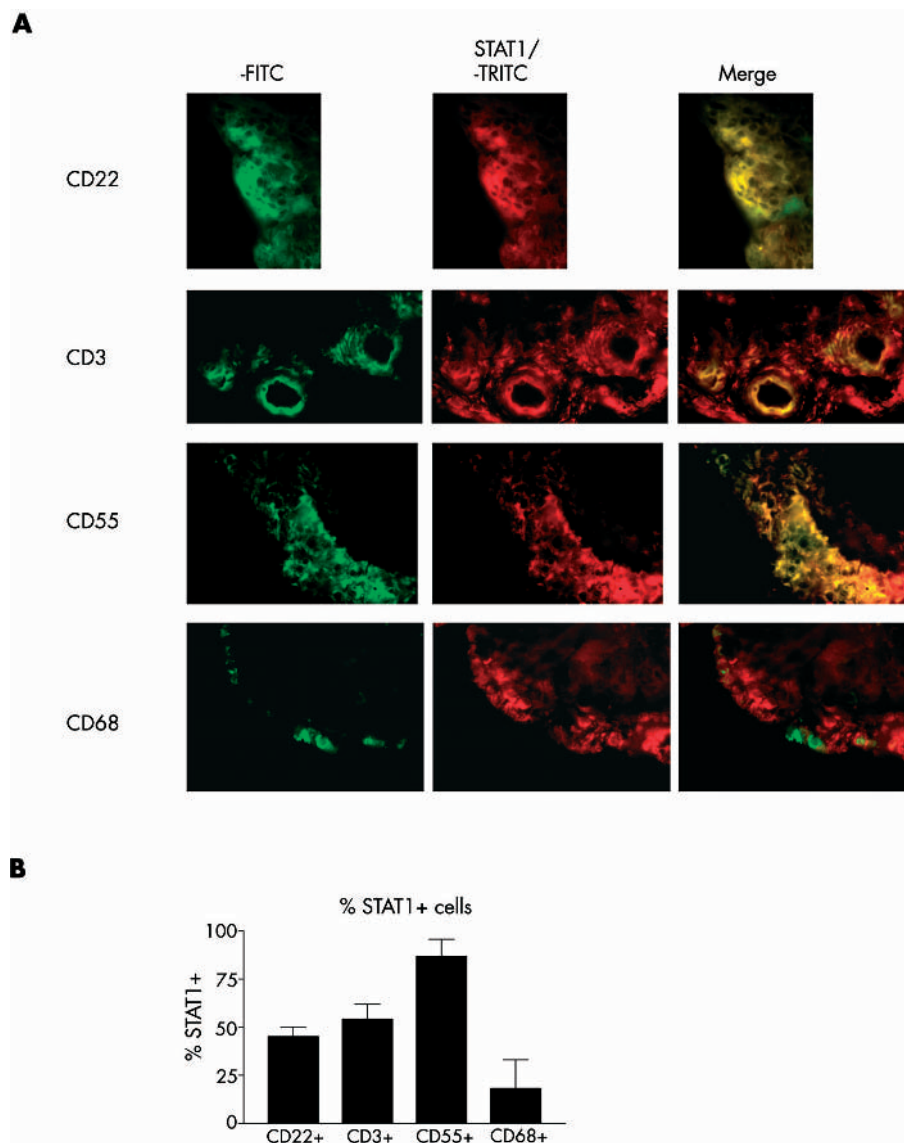 A
-FITC
STAT1/
-TRITC
Merge
CD22
CD3
CD55
CD68
B
% STAT1+ cells
% STAT1+
100
75
50
25
0
CD22+ CD3+ CD55+ CD68+